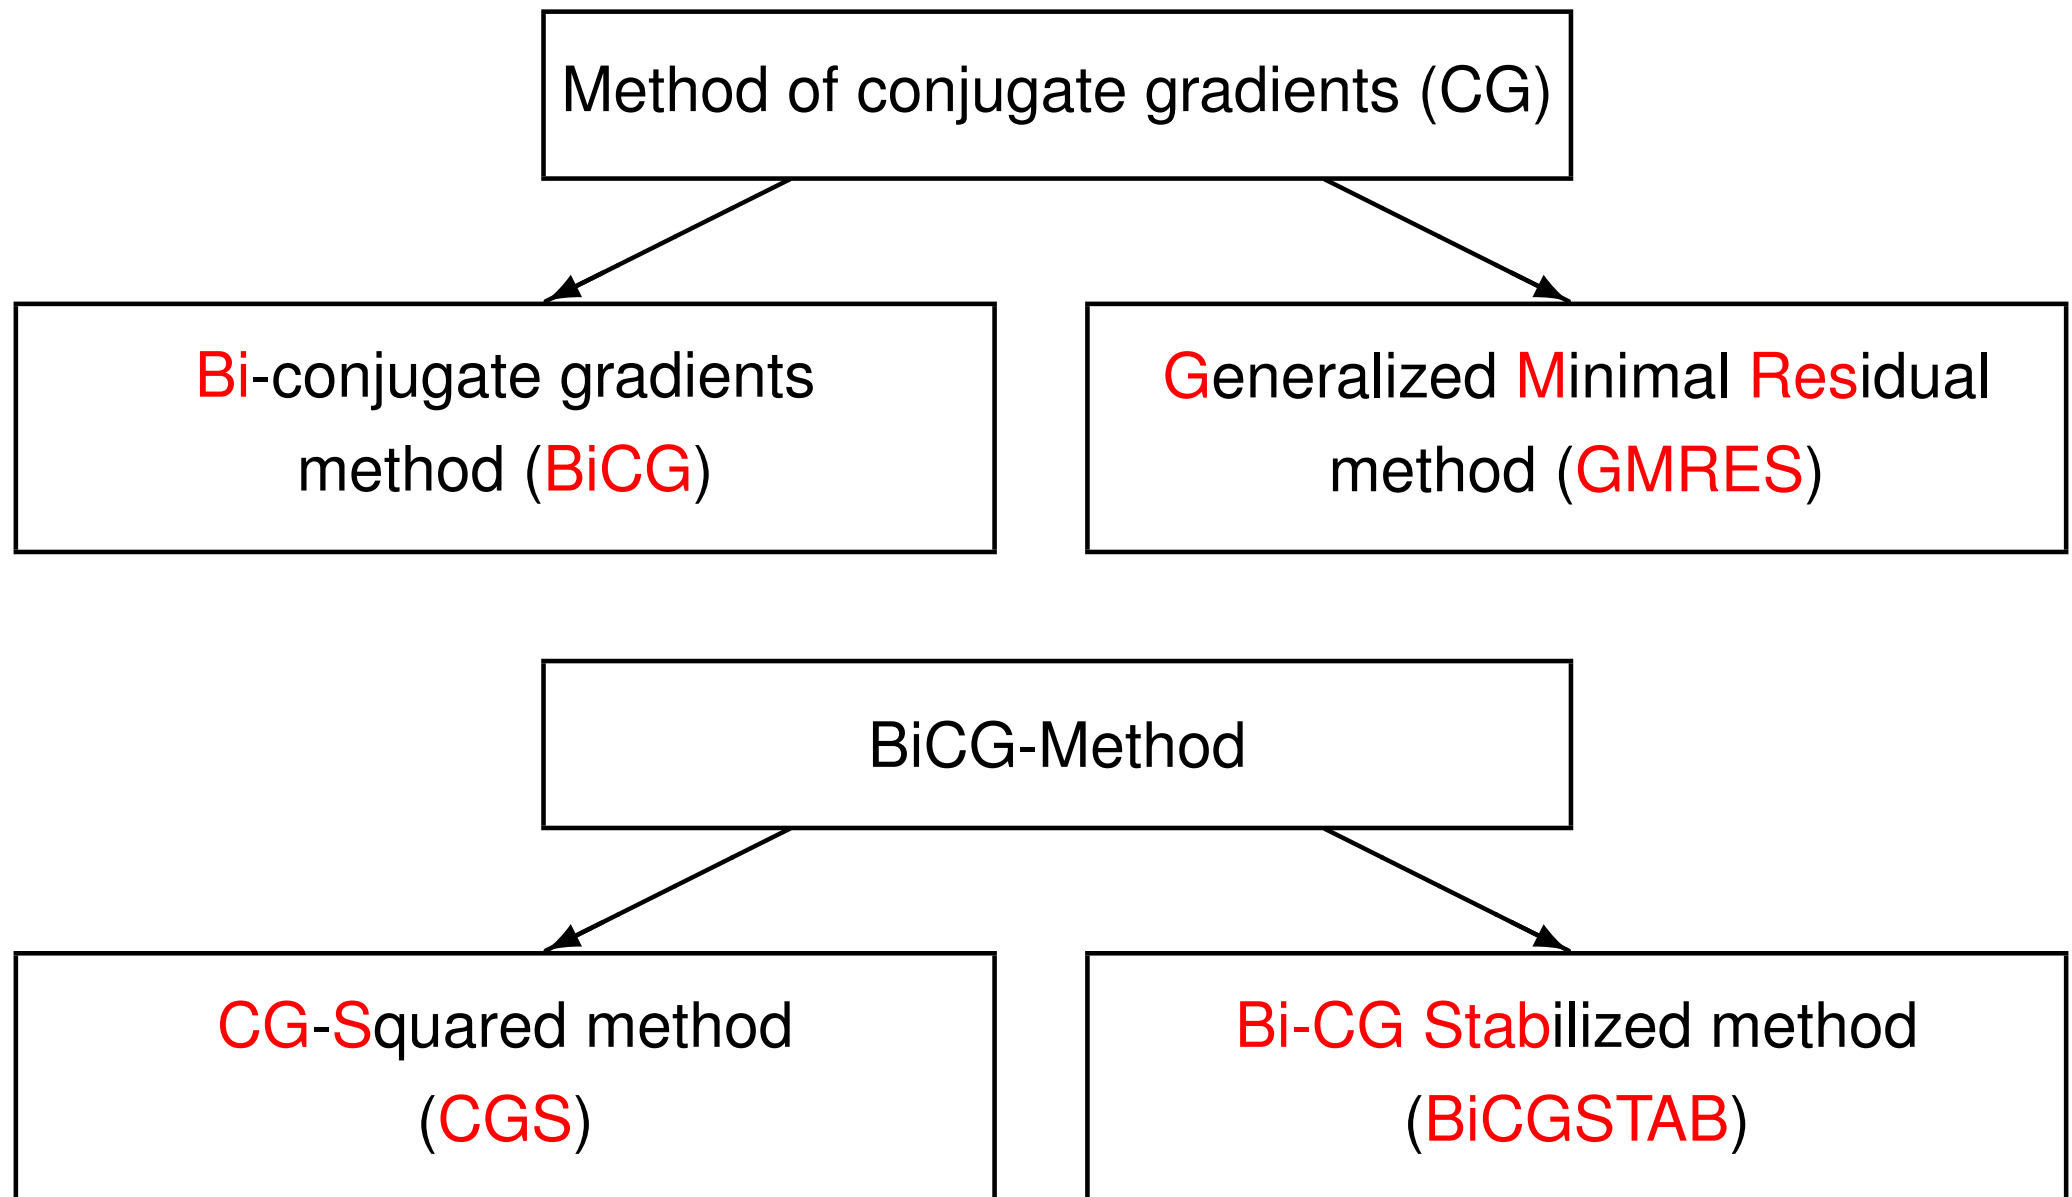 Method of conjugate gradients (CG)
Bi-conjugate gradients
method (BiCG)
Generalized Minimal Residual
method (GMRES)
BiCG-Method
CG-Squared method
(CGS)
Bi-CG Stabilized method
(BiCGSTAB)